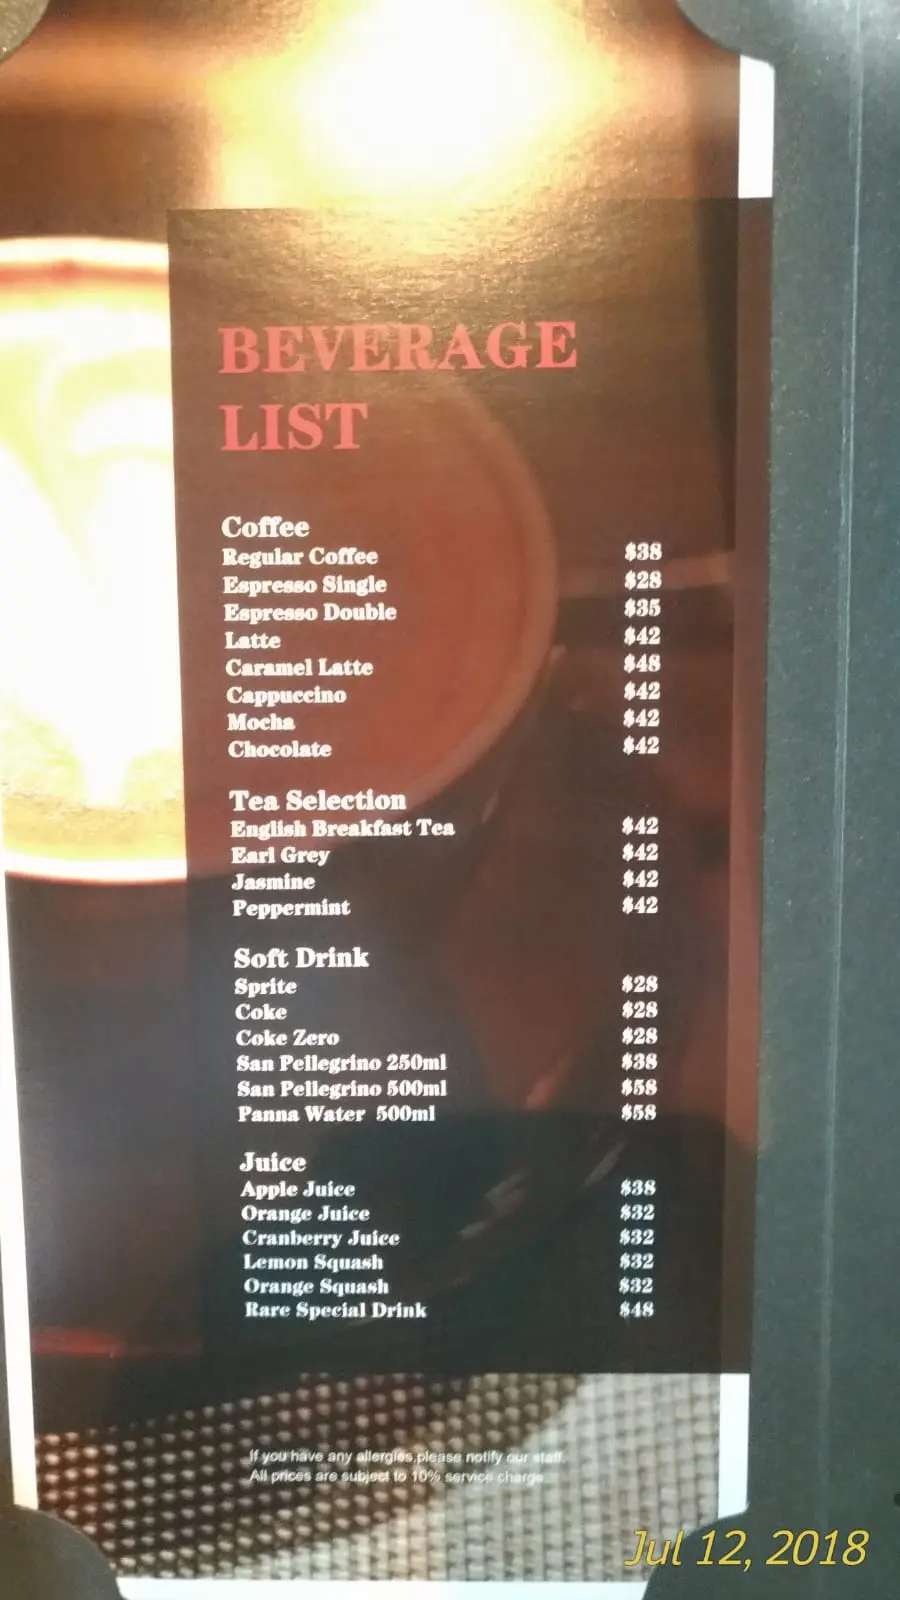 BEVERAGE
LIST
Coffee
Regular Coffee $38
Espresso Single $28
Espresso Double $35
Latte $42
Caramel Latte $48
Cappuccino $42
Mocha $42
Chocolate $42
Tea Selection
English Breakfast Tea $42
Earl Grey $42
Jasmine $42
Peppermint $42
Soft Drink
Sprite $28
Coke $28
Coke Zero $28
San Pellegrino 250ml $38
San Pellegrino 500ml $58
Panna Water 500ml $58
Juice
Apple Juice $38
Orange Juice $32
Cranberry Juice $32
Lemon Squash $32
Orange Squash $32
Rare Special Drink $48
If you have any allergies,please notify our staff.
All prices are subject to 10% service charge.
Jul 12, 2018